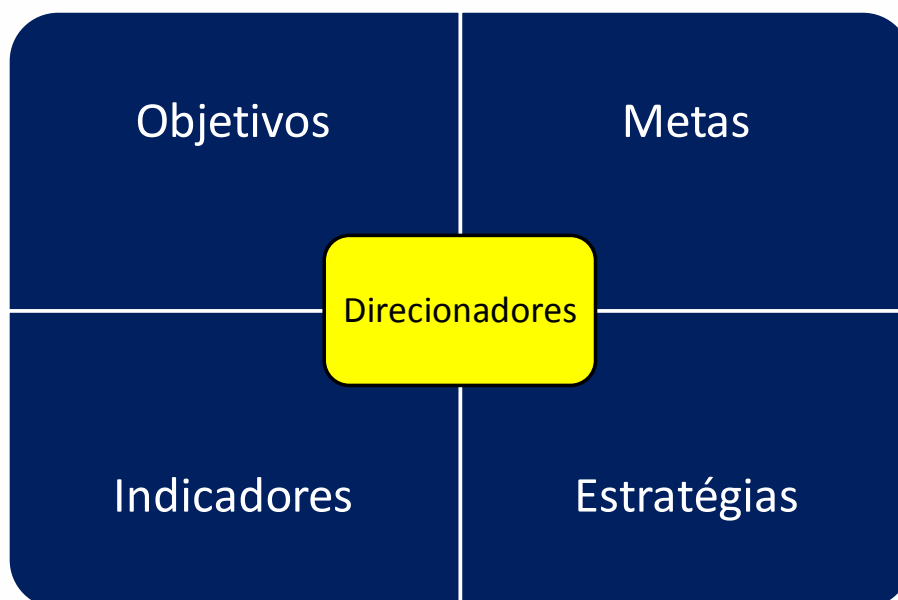 Objetivos
Metas
Direcionadores
Indicadores
Estratégias